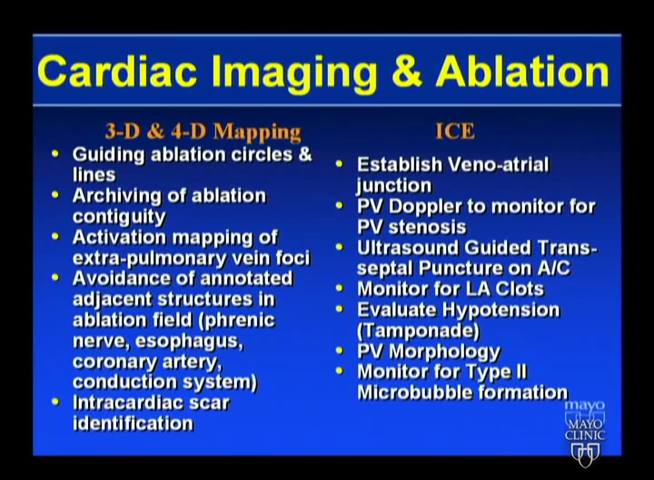 Cardiac Imaging & Ablation
3-D & 4-D Mapping
• Guiding ablation circles &
lines
• Archiving of ablation
contiguity
• Activation mapping of
extra-pulmonary vein foci
• Avoidance of annotated
adjacent structures in
ablation field (phrenic
nerve, esophagus,
coronary artery,
conduction system)
• Intracardiac scar
identification
ICE
• Establish Veno-atrial
junction
• PV Doppler to monitor for
PV stenosis
• Ultrasound Guided Trans-
septal Puncture on A/C
• Monitor for LA Clots
• Evaluate Hypotension
(Tamponade)
• PV Morphology
• Monitor for Type II
Microbubble formation
mayo
MAYO
CLINIC